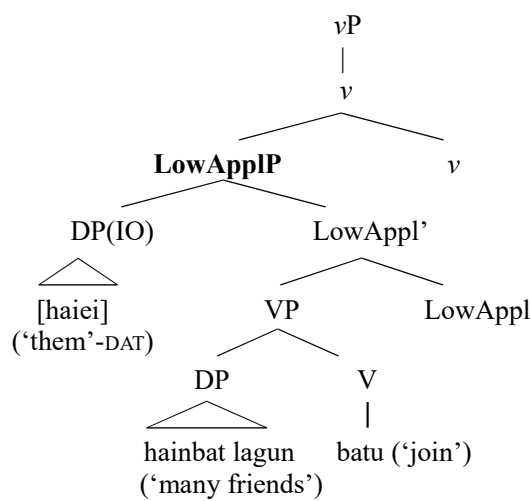 vP
v
LowApplP v
DP(IO) LowAppl’
[haiei] VP LowAppl
(‘them’-DAT)
DP V
hainbat lagun batu (‘join’)
(‘many friends’)